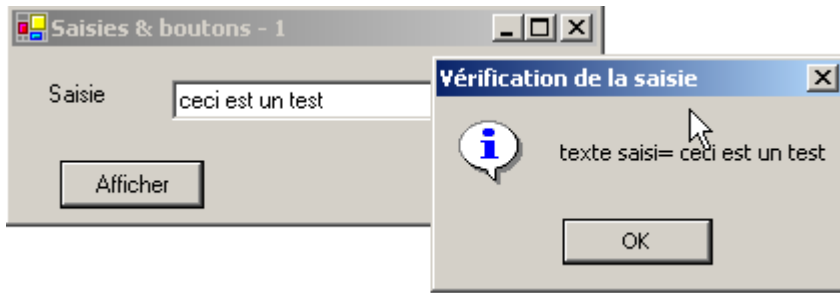 Saisies & boutons - 1
Saisie
ceci est un test
Afficher
Vérification de la saisie
texte saisi= ceci est un test
OK